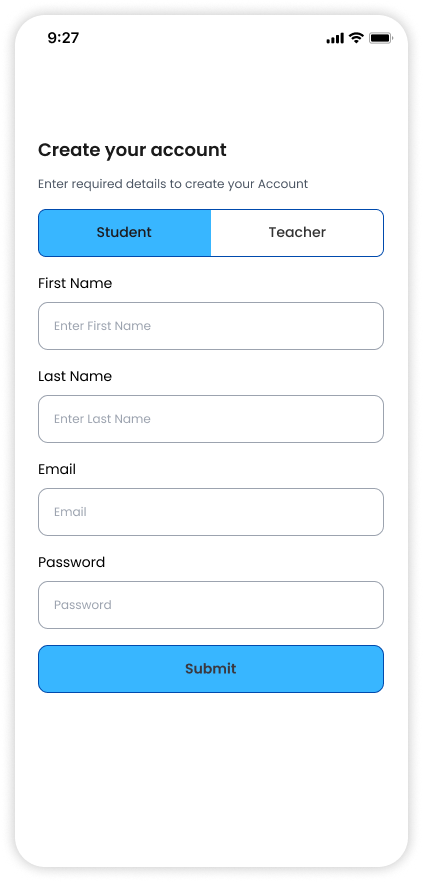 9:27
Create your account
Enter required details to create your Account
Student Teacher
First Name
Enter First Name
Last Name
Enter Last Name
Email
Email
Password
Password
Submit